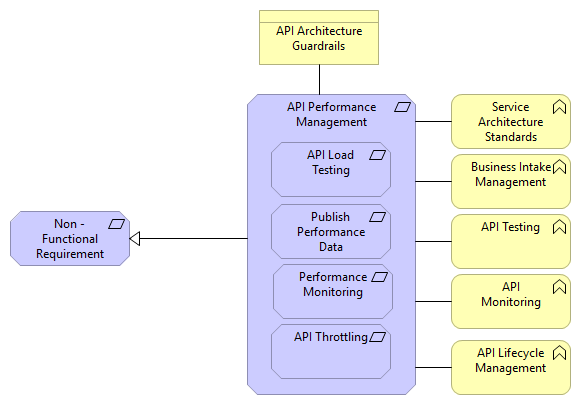 API Architecture
Guardrails
API Performance
Management
API Load
Testing
Publish
Performance
Data
Performance
Monitoring
API Throttling
Non -
Functional
Requirement
Service
Architecture
Standards
Business Intake
Management
API Testing
API
Monitoring
API Lifecycle
Management